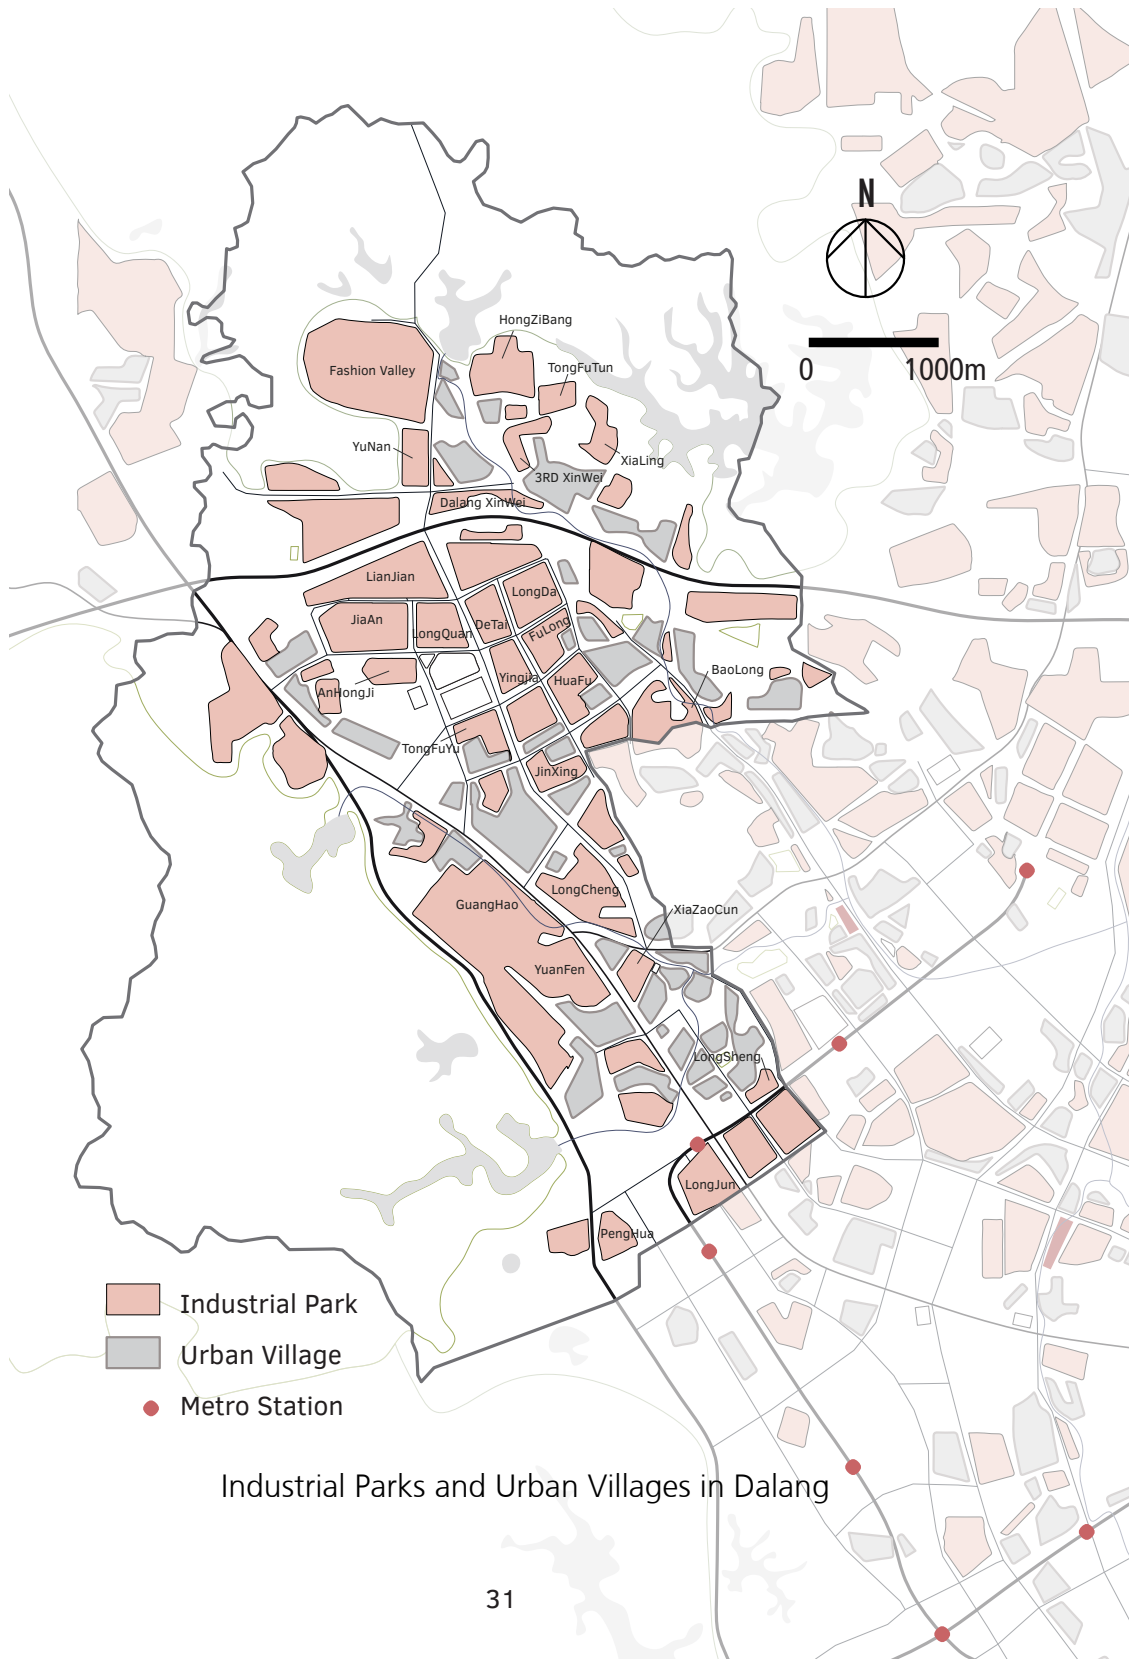 N
0 1000m
HongZiBang
Fashion Valley
TongFuTun
YuNan
XiaLing
3RD XinWei
Dalang XinWei
LianJian
LongDa
JiaAn
LongQuan
DeTai
FuLong
AnHongJi
Yingjia
HuaFu
BaoLong
TongFuYu
JinXing
LongCheng
GuangHao
XiaZaoCun
YuanFen
LongSheng
LongJun
PengHua
Industrial Park
Urban Village
Metro Station
Industrial Parks and Urban Villages in Dalang
31